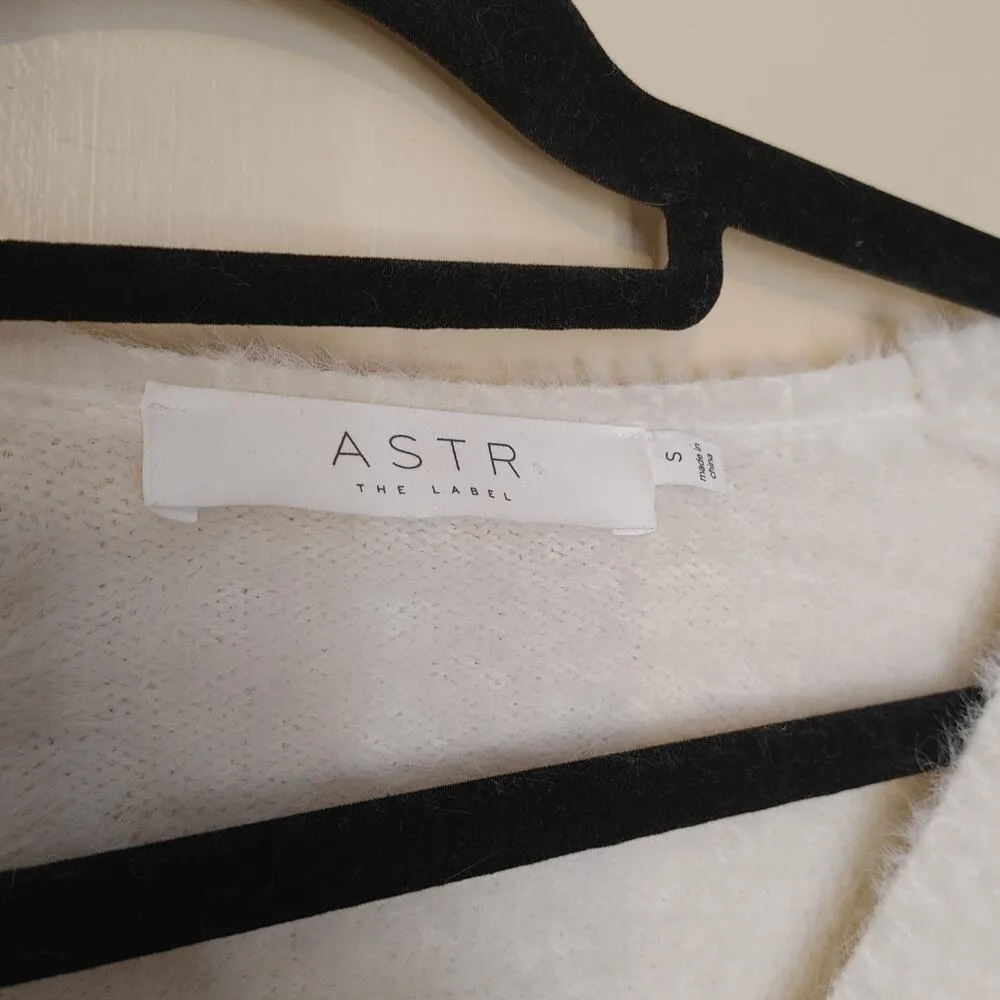 ASTR
THE LABEL
S
made in
china